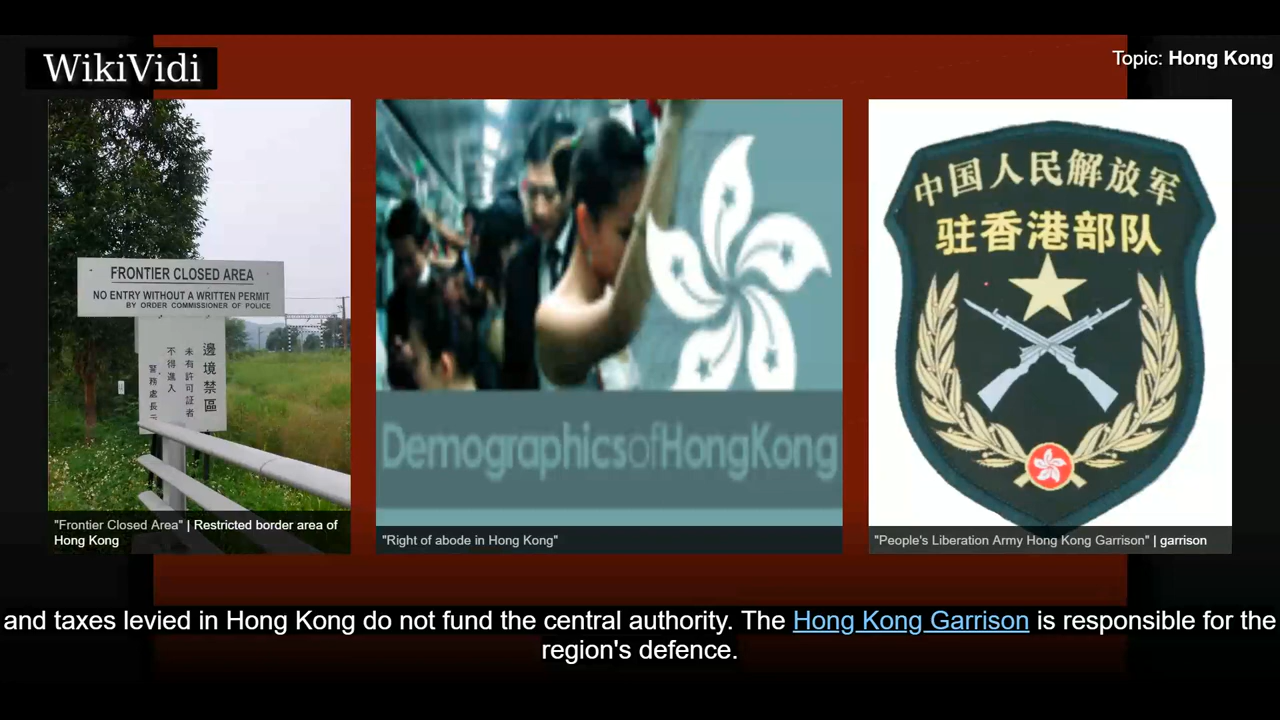 WikiVidi
Topic: Hong Kong
FRONTIER CLOSED AREA
NO ENTRY WITHOUT A WRITTEN PERMIT
BY ORDER COMMISSIONER OF POLICE
邊境禁區
未有許可証者
不得進入
警務處長示
"Frontier Closed Area" | Restricted border area of
Hong Kong
DemographicsofHongKong
"Right of abode in Hong Kong"
中国人民解放军
驻香港部队
"People's Liberation Army Hong Kong Garrison" | garrison
and taxes levied in Hong Kong do not fund the central authority. The Hong Kong Garrison is responsible for the
region's defence.